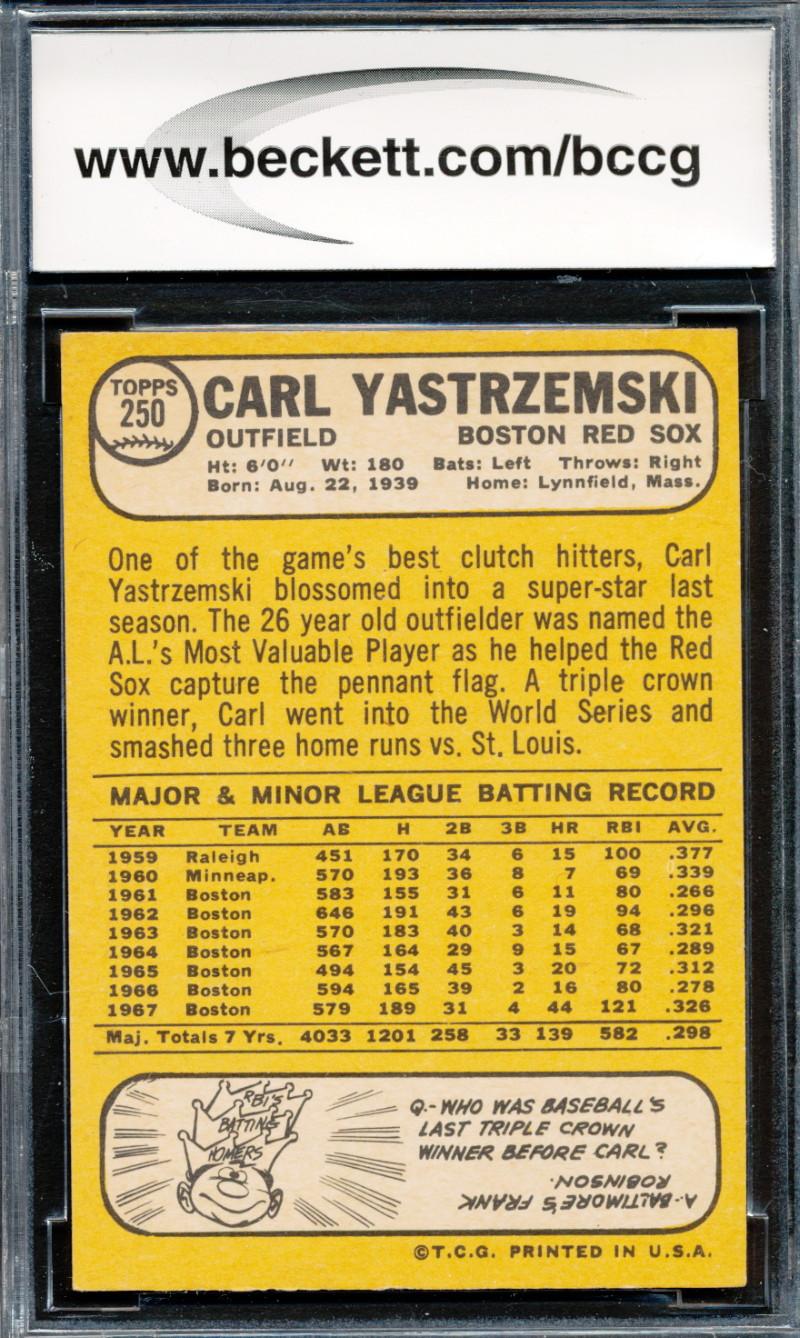 www.beckett.com/bccg
TOPPS
250
CARL YASTRZEMSKI
OUTFIELD BOSTON RED SOX
Ht: 6'0" Wt: 180 Bats: Left Throws: Right
Born: Aug. 22, 1939 Home: Lynnfield, Mass.
One of the game's best clutch hitters, Carl
Yastrzemski blossomed into a super-star last
season. The 26 year old outfielder was named the
A.L.'s Most Valuable Player as he helped the Red
Sox capture the pennant flag. A triple crown
winner, Carl went into the World Series and
smashed three home runs vs. St. Louis.
MAJOR & MINOR LEAGUE BATTING RECORD
YEAR TEAM AB H 2B 3B HR RBI AVG.
1959 Raleigh 451 170 34 6 15 100 .377
1960 Minneap. 570 193 36 8 7 69 .339
1961 Boston 583 155 31 6 11 80 .266
1962 Boston 646 191 43 6 19 94 .296
1963 Boston 570 183 40 3 14 68 .321
1964 Boston 567 164 29 9 15 67 .289
1965 Boston 494 154 45 3 20 72 .312
1966 Boston 594 165 39 2 16 80 .278
1967 Boston 579 189 31 4 44 121 .326
Maj. Totals 7 Yrs. 4033 1201 258 33 139 582 .298
RBI'S
BATTING
HOMERS
Q.-WHO WAS BASEBALL'S
LAST TRIPLE CROWN
WINNER BEFORE CARL?
A-BALTIMORE'S FRANK
ROBINSON.
©T.C.G. PRINTED IN U.S.A.